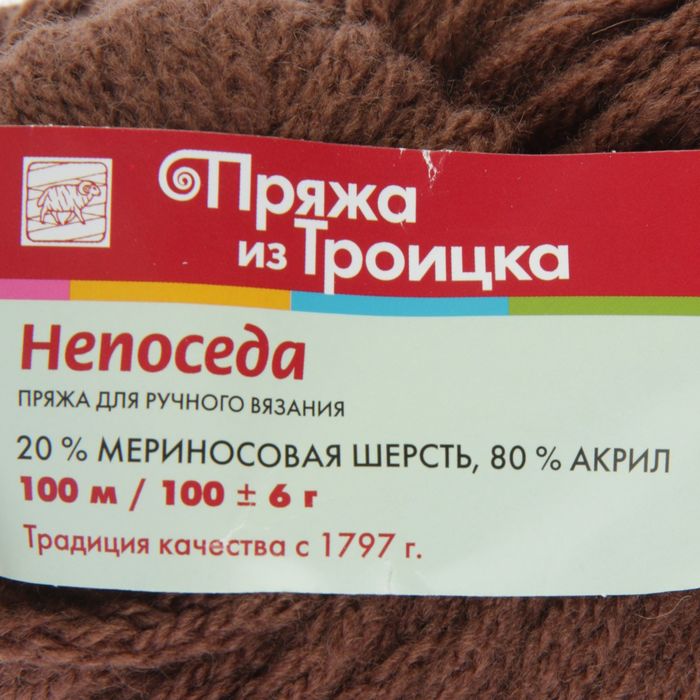 Пряжа
из Троицка
Непоседа
ПРЯЖА ДЛЯ РУЧНОГО ВЯЗАНИЯ
20 % МЕРИНОСОВАЯ ШЕРСТЬ, 80 % АКРИЛ
100 м / 100 ± 6 г
Традиция качества с 1797 г.